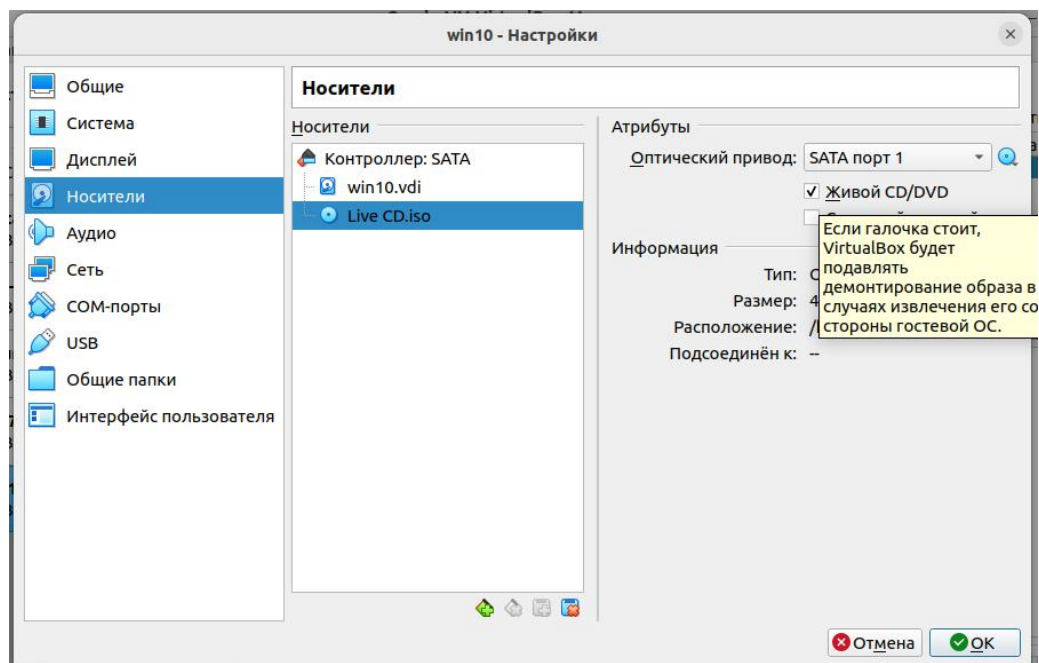 win10 - Настройки
Общие
Система
Дисплей
Носители
Аудио
Сеть
COM-порты
USB
Общие папки
Интерфейс пользователя
Носители
Носители
Контроллер: SATA
win10.vdi
Live CD.iso
Атрибуты
Оптический привод: SATA порт 1
Живой CD/DVD
Если галочка стоит,
VirtualBox будет
подавлять
демонтирование образа в
случаях извлечения его со
стороны гостевой ОС.
Информация
Тип:
Размер: 4
Расположение: /
Подсоединён к: --
Отмена
OK